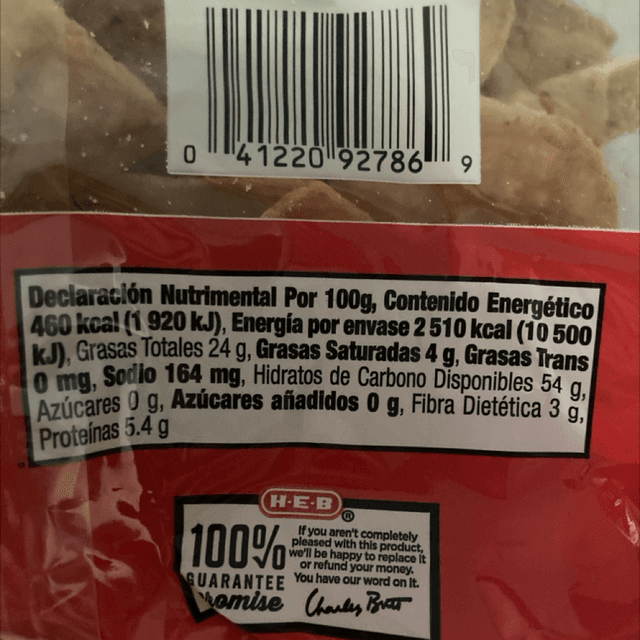 0 41220 92786 9
Declaración Nutrimental Por 100g, Contenido Energético
460 kcal (1 920 kJ), Energía por envase 2 510 kcal (10 500
kJ), Grasas Totales 24 g, Grasas Saturadas 4 g, Grasas Trans
0 mg, Sodio 164 mg, Hidratos de Carbono Disponibles 54 g,
Azúcares 0 g, Azúcares añadidos 0 g, Fibra Dietética 3 g,
Proteínas 5.4 g
H-E-B®
100%
GUARANTEE
Promise
If you aren't completely
pleased with this product,
we'll be happy to replace it
or refund your money.
You have our word on it.
Charles Butt